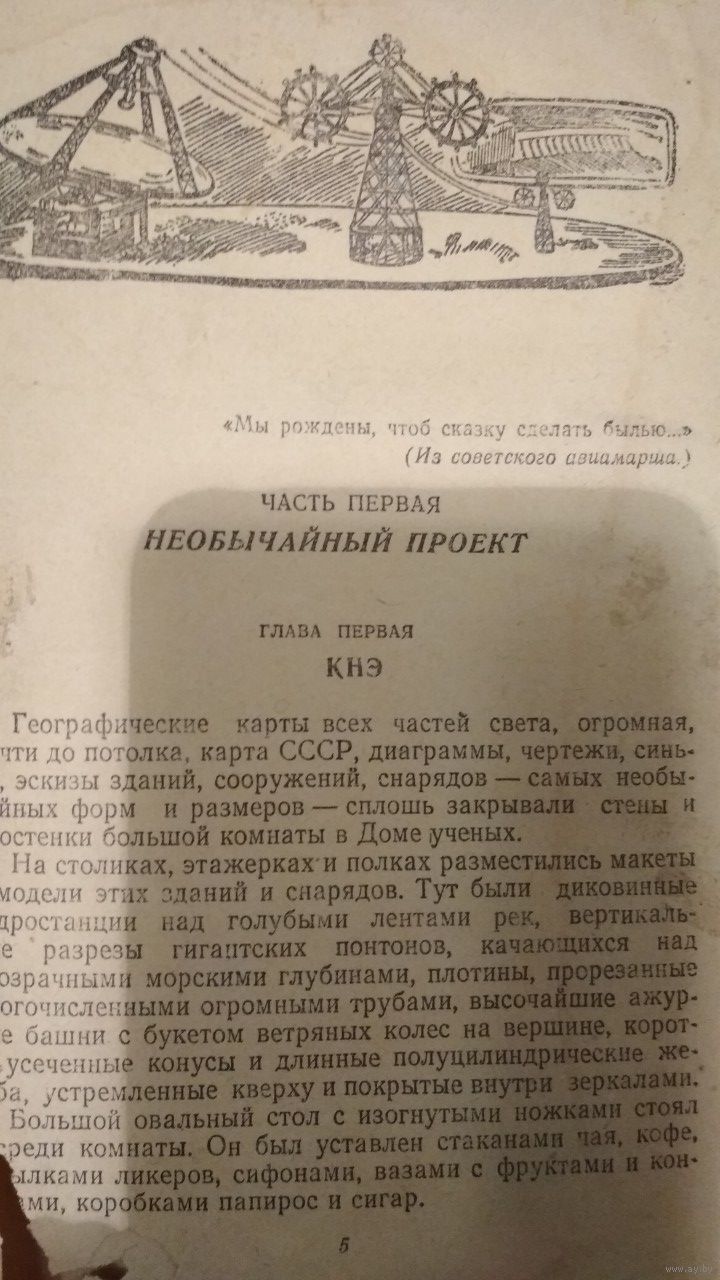 «Мы рождены, чтоб сказку сделать былью...»
(Из советского авиамарша.)
ЧАСТЬ ПЕРВАЯ
НЕОБЫЧАЙНЫЙ ПРОЕКТ
ГЛАВА ПЕРВАЯ
КНЭ
Географические карты всех частей света, огромная,
чти до потолка, карта СССР, диаграммы, чертежи, синь-
, эскизы зданий, сооружений, снарядов — самых необы-
йных форм и размеров — сплошь закрывали стены и
остенки большой комнаты в Доме ученых.
На столиках, этажерках и полках разместились макеты
модели этих зданий и снарядов. Тут были диковинные
дростанции над голубыми лентами рек, вертикаль-
е разрезы гигантских понтонов, качающихся над
озрачными морскими глубинами, плотины, прорезанные
огочисленными огромными трубами, высочайшие ажур-
е башни с букетом ветряных колес на вершине, корот-
усеченные конусы и длинные полуцилиндрические же-
ба, устремленные кверху и покрытые внутри зеркалами.
Большой овальный стол с изогнутыми ножками стоял
среди комнаты. Он был уставлен стаканами чая, кофе,
ылками ликеров, сифонами, вазами с фруктами и кон-
ами, коробками папирос и сигар.
5
www.ay.by